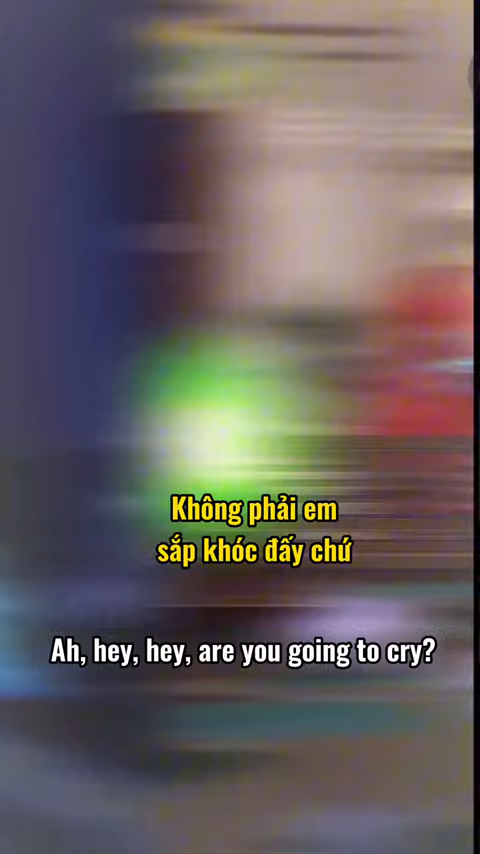 Không phải em
sắp khóc đấy chứ
Ah, hey, hey, are you going to cry?